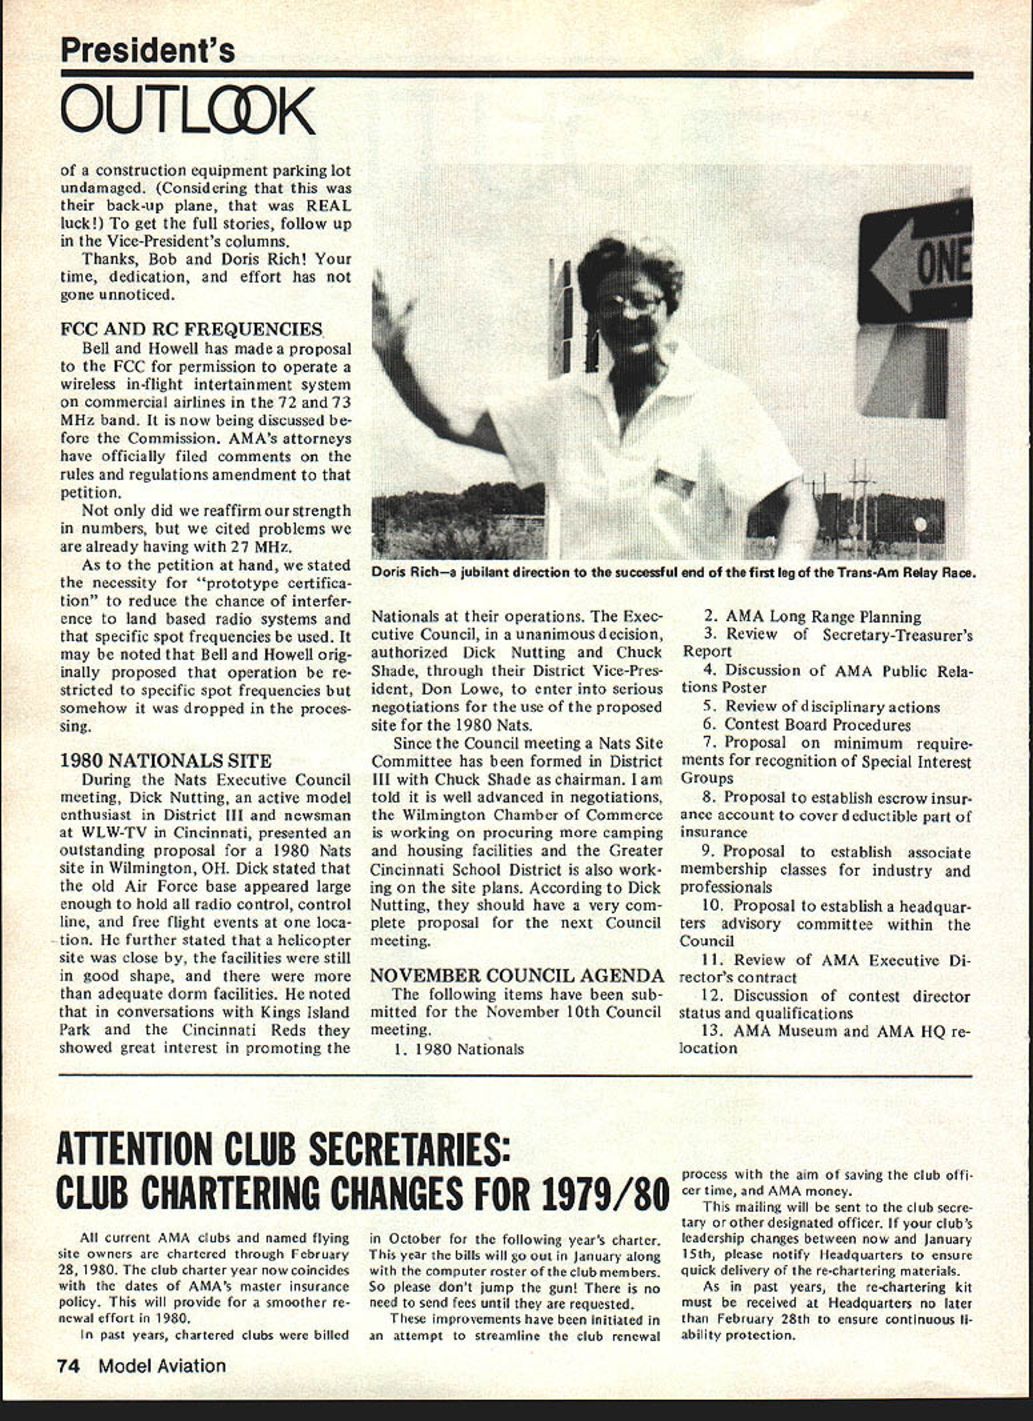 President's
OUTLOOK
of a construction equipment parking lot
undamaged. (Considering that this was
their back-up plane, that was REAL
luck!) To get the full stories, follow up
in the Vice-President's columns.
Thanks, Bob and Doris Rich! Your
time, dedication, and effort has not
gone unnoticed.
FCC AND RC FREQUENCIES
Bell and Howell has made a proposal
to the FCC for permission to operate a
wireless in-flight intertainment system
on commercial airlines in the 72 and 73
MHz band. It is now being discussed be-
fore the Commission. AMA's attorneys
have officially filed comments on the
rules and regulations amendment to that
petition.
Not only did we reaffirm our strength
in numbers, but we cited problems we
are already having with 27 MHz.
As to the petition at hand, we stated
the necessity for "prototype certifica-
tion" to reduce the chance of interfer-
ence to land based radio systems and
that specific spot frequencies be used. It
may be noted that Bell and Howell orig-
inally proposed that operation be re-
stricted to specific spot frequencies but
somehow it was dropped in the proces-
sing.
1980 NATIONALS SITE
During the Nats Executive Council
meeting, Dick Nutting, an active model
enthusiast in District III and newsman
at WLW-TV in Cincinnati, presented an
outstanding proposal for a 1980 Nats
site in Wilmington, OH. Dick stated that
the old Air Force base appeared large
enough to hold all radio control, control
line, and free flight events at one loca-
tion. He further stated that a helicopter
site was close by, the facilities were still
in good shape, and there were more
than adequate dorm facilities. He noted
that in conversations with Kings Island
Park and the Cincinnati Reds they
showed great interest in promoting the
ONE
Doris Rich—a jubilant direction to the successful end of the first leg of the Trans-Am Relay Race.
Nationals at their operations. The Exec-
cutive Council, in a unanimous decision,
authorized Dick Nutting and Chuck
Shade, through their District Vice-Pres-
ident, Don Lowe, to enter into serious
negotiations for the use of the proposed
site for the 1980 Nats.
Since the Council meeting a Nats Site
Committee has been formed in District
III with Chuck Shade as chairman. I am
told it is well advanced in negotiations,
the Wilmington Chamber of Commerce
is working on procuring more camping
and housing facilities and the Greater
Cincinnati School District is also work-
ing on the site plans. According to Dick
Nutting, they should have a very com-
plete proposal for the next Council
meeting.
NOVEMBER COUNCIL AGENDA
The following items have been sub-
mitted for the November 10th Council
meeting.
1. 1980 Nationals
2. AMA Long Range Planning
3. Review of Secretary-Treasurer's
Report
4. Discussion of AMA Public Rela-
tions Poster
5. Review of disciplinary actions
6. Contest Board Procedures
7. Proposal on minimum require-
ments for recognition of Special Interest
Groups
8. Proposal to establish escrow insur-
ance account to cover deductible part of
insurance
9. Proposal to establish associate
membership classes for industry and
professionals
10. Proposal to establish a headquar-
ters advisory committee within the
Council
11. Review of AMA Executive Di-
rector's contract
12. Discussion of contest director
status and qualifications
13. AMA Museum and AMA HQ re-
location
ATTENTION CLUB SECRETARIES:
CLUB CHARTERING CHANGES FOR 1979/80
All current AMA clubs and named flying
site owners are chartered through February
28, 1980. The club charter year now coincides
with the dates of AMA's master insurance
policy. This will provide for a smoother re-
newal effort in 1980.
In past years, chartered clubs were billed
in October for the following year's charter.
This year the bills will go out in January along
with the computer roster of the club members.
So please don't jump the gun! There is no
need to send fees until they are requested.
These improvements have been initiated in
an attempt to streamline the club renewal
process with the aim of saving the club offi-
cer time, and AMA money.
This mailing will be sent to the club secre-
tary or other designated officer. If your club's
leadership changes between now and January
15th, please notify Headquarters to ensure
quick delivery of the re-chartering materials.
As in past years, the re-chartering kit
must be received at Headquarters no later
than February 28th to ensure continuous li-
ability protection.
74 Model Aviation